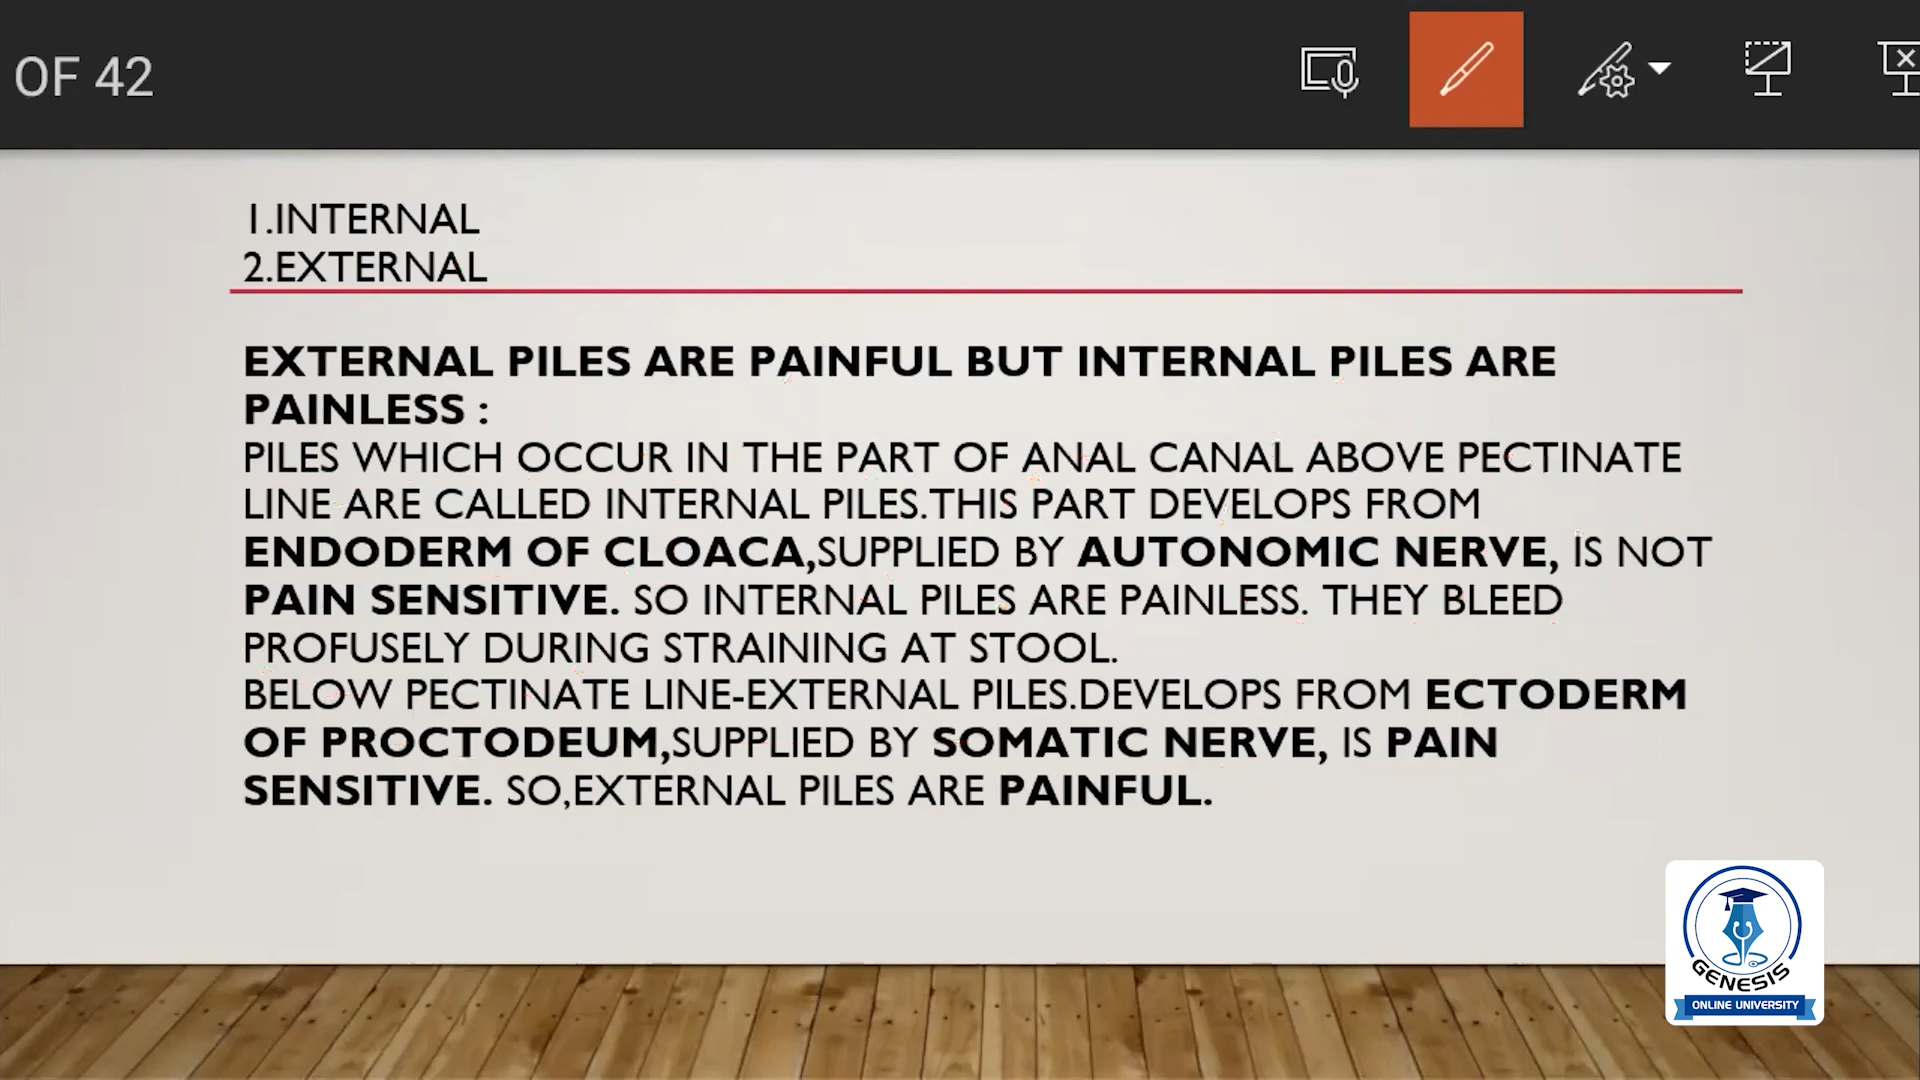 OF 42
1.INTERNAL
2.EXTERNAL
EXTERNAL PILES ARE PAINFUL BUT INTERNAL PILES ARE
PAINLESS :
PILES WHICH OCCUR IN THE PART OF ANAL CANAL ABOVE PECTINATE
LINE ARE CALLED INTERNAL PILES.THIS PART DEVELOPS FROM
ENDODERM OF CLOACA,SUPPLIED BY AUTONOMIC NERVE, IS NOT
PAIN SENSITIVE. SO INTERNAL PILES ARE PAINLESS. THEY BLEED
PROFUSELY DURING STRAINING AT STOOL.
BELOW PECTINATE LINE-EXTERNAL PILES.DEVELOPS FROM ECTODERM
OF PROCTODEUM,SUPPLIED BY SOMATIC NERVE, IS PAIN
SENSITIVE. SO,EXTERNAL PILES ARE PAINFUL.
GENESIS
ONLINE UNIVERSITY